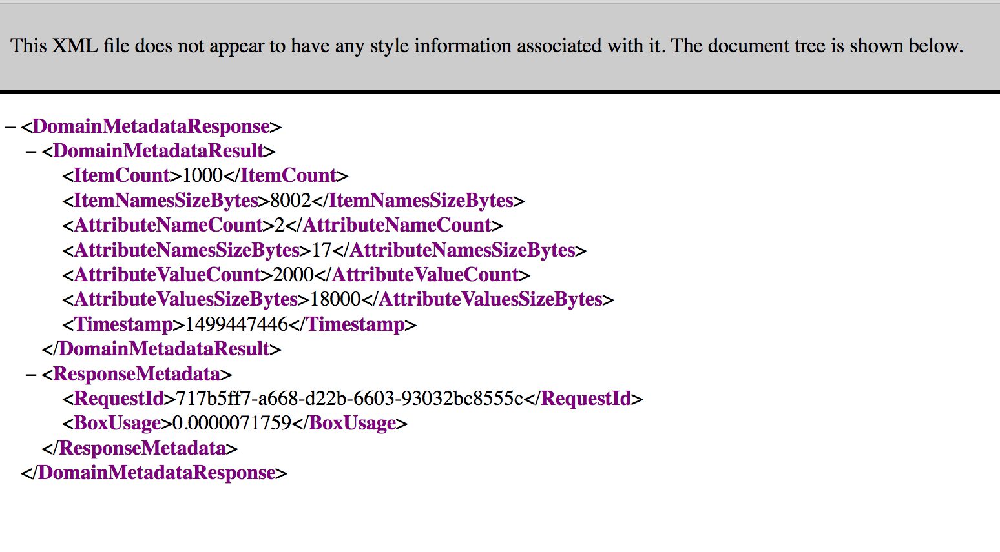 This XML file does not appear to have any style information associated with it. The document tree is shown below.
– <DomainMetadataResponse>
– <DomainMetadataResult>
<ItemCount>1000</ItemCount>
<ItemNamesSizeBytes>8002</ItemNamesSizeBytes>
<AttributeNameCount>2</AttributeNameCount>
<AttributeNamesSizeBytes>17</AttributeNamesSizeBytes>
<AttributeValueCount>2000</AttributeValueCount>
<AttributeValuesSizeBytes>18000</AttributeValuesSizeBytes>
<Timestamp>1499447446</Timestamp>
</DomainMetadataResult>
– <ResponseMetadata>
<RequestId>717b5ff7-a668-d22b-6603-93032bc8555c</RequestId>
<BoxUsage>0.0000071759</BoxUsage>
</ResponseMetadata>
</DomainMetadataResponse>